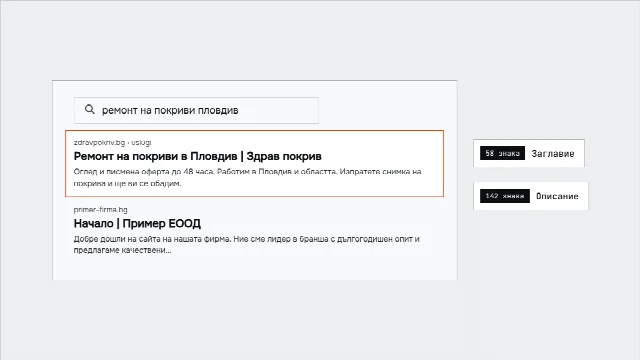 ремонт на покриви пловдив
zdravpokriv.bg › uslugi
Ремонт на покриви в Пловдив | Здрав покрив
Оглед и писмена оферта до 48 часа. Работим в Пловдив и областта. Изпратете снимка на
покрива и ще ви се обадим.
primer-firma.bg
Начало | Пример ЕООД
Добре дошли на сайта на нашата фирма. Ние сме лидер в бранша с дългогодишен опит и
предлагаме качествени...
58 знака Заглавие
142 знака Описание